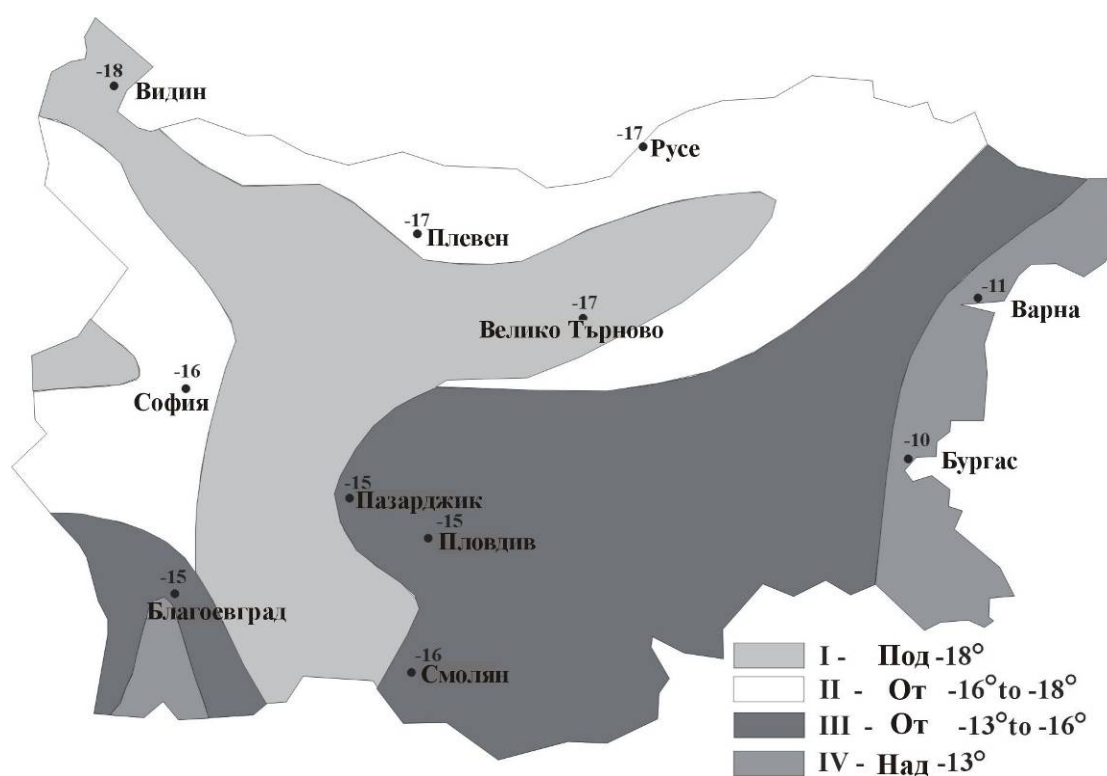 -18
Видин
-17
Русе
-17
Плевен
-17
Велико Търново
-11
Варна
-16
София
-10
Бургас
-15
Пазарджик
-15
Пловдив
-15
Благоевград
-16
Смолян
I - Под -18°
II - От -16°to -18°
III - От -13°to -16°
IV - Над -13°